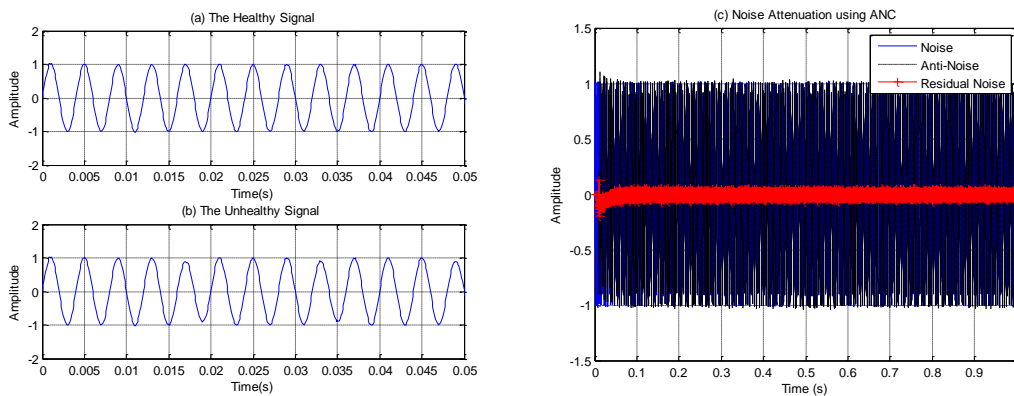 (a) The Healthy Signal
2
1
0
-1
-2
Amplitude
0 0.005 0.01 0.015 0.02 0.025 0.03 0.035 0.04 0.045 0.05
Time(s)
(b) The Unhealthy Signal
2
1
0
-1
-2
Amplitude
0 0.005 0.01 0.015 0.02 0.025 0.03 0.035 0.04 0.045 0.05
Time(s)
(c) Noise Attenuation using ANC
1.5
1
0.5
0
-0.5
-1
-1.5
Amplitude
Noise
Anti-Noise
Residual Noise
0 0.1 0.2 0.3 0.4 0.5 0.6 0.7 0.8 0.9
Time (s)